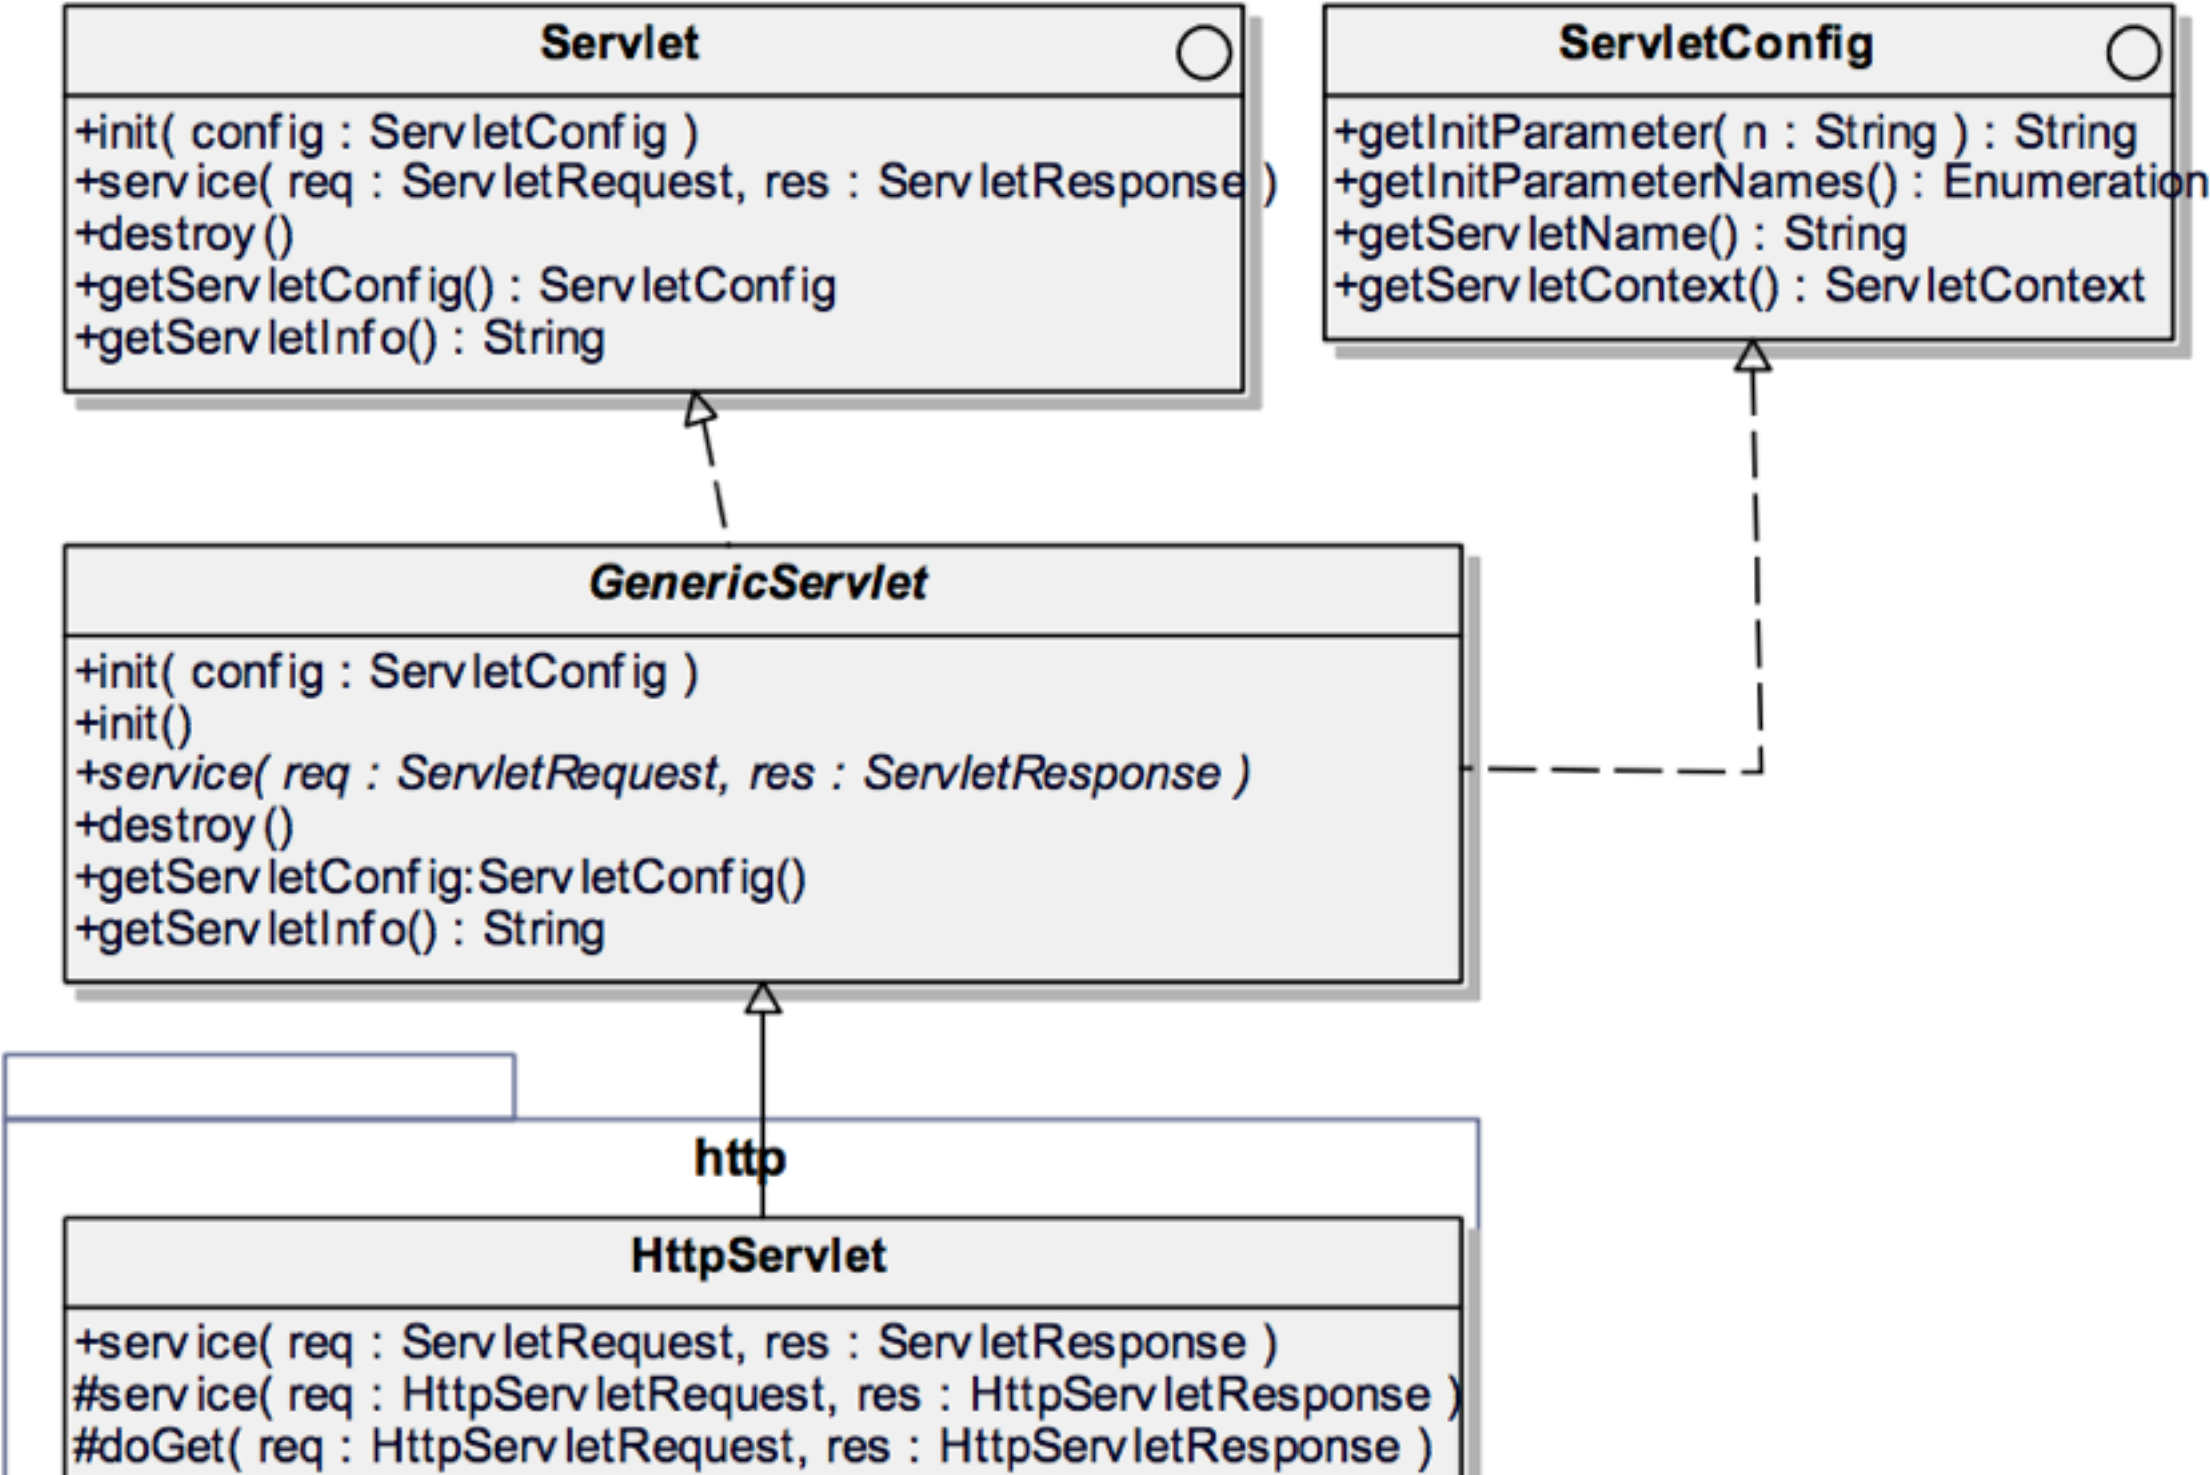 Servlet
+init( config : ServletConfig )
+service( req : ServletRequest, res : ServletResponse )
+destroy()
+getServletConfig() : ServletConfig
+getServletInfo() : String
ServletConfig
+getInitParameter( n : String ) : String
+getInitParameterNames() : Enumeration
+getServletName() : String
+getServletContext() : ServletContext
GenericServlet
+init( config : ServletConfig )
+init()
+service( req : ServletRequest, res : ServletResponse )
+destroy()
+getServletConfig:ServletConfig()
+getServletInfo() : String
http
HttpServlet
+service( req : ServletRequest, res : ServletResponse )
#service( req : HttpServletRequest, res : HttpServletResponse )
#doGet( req : HttpServletRequest, res : HttpServletResponse )